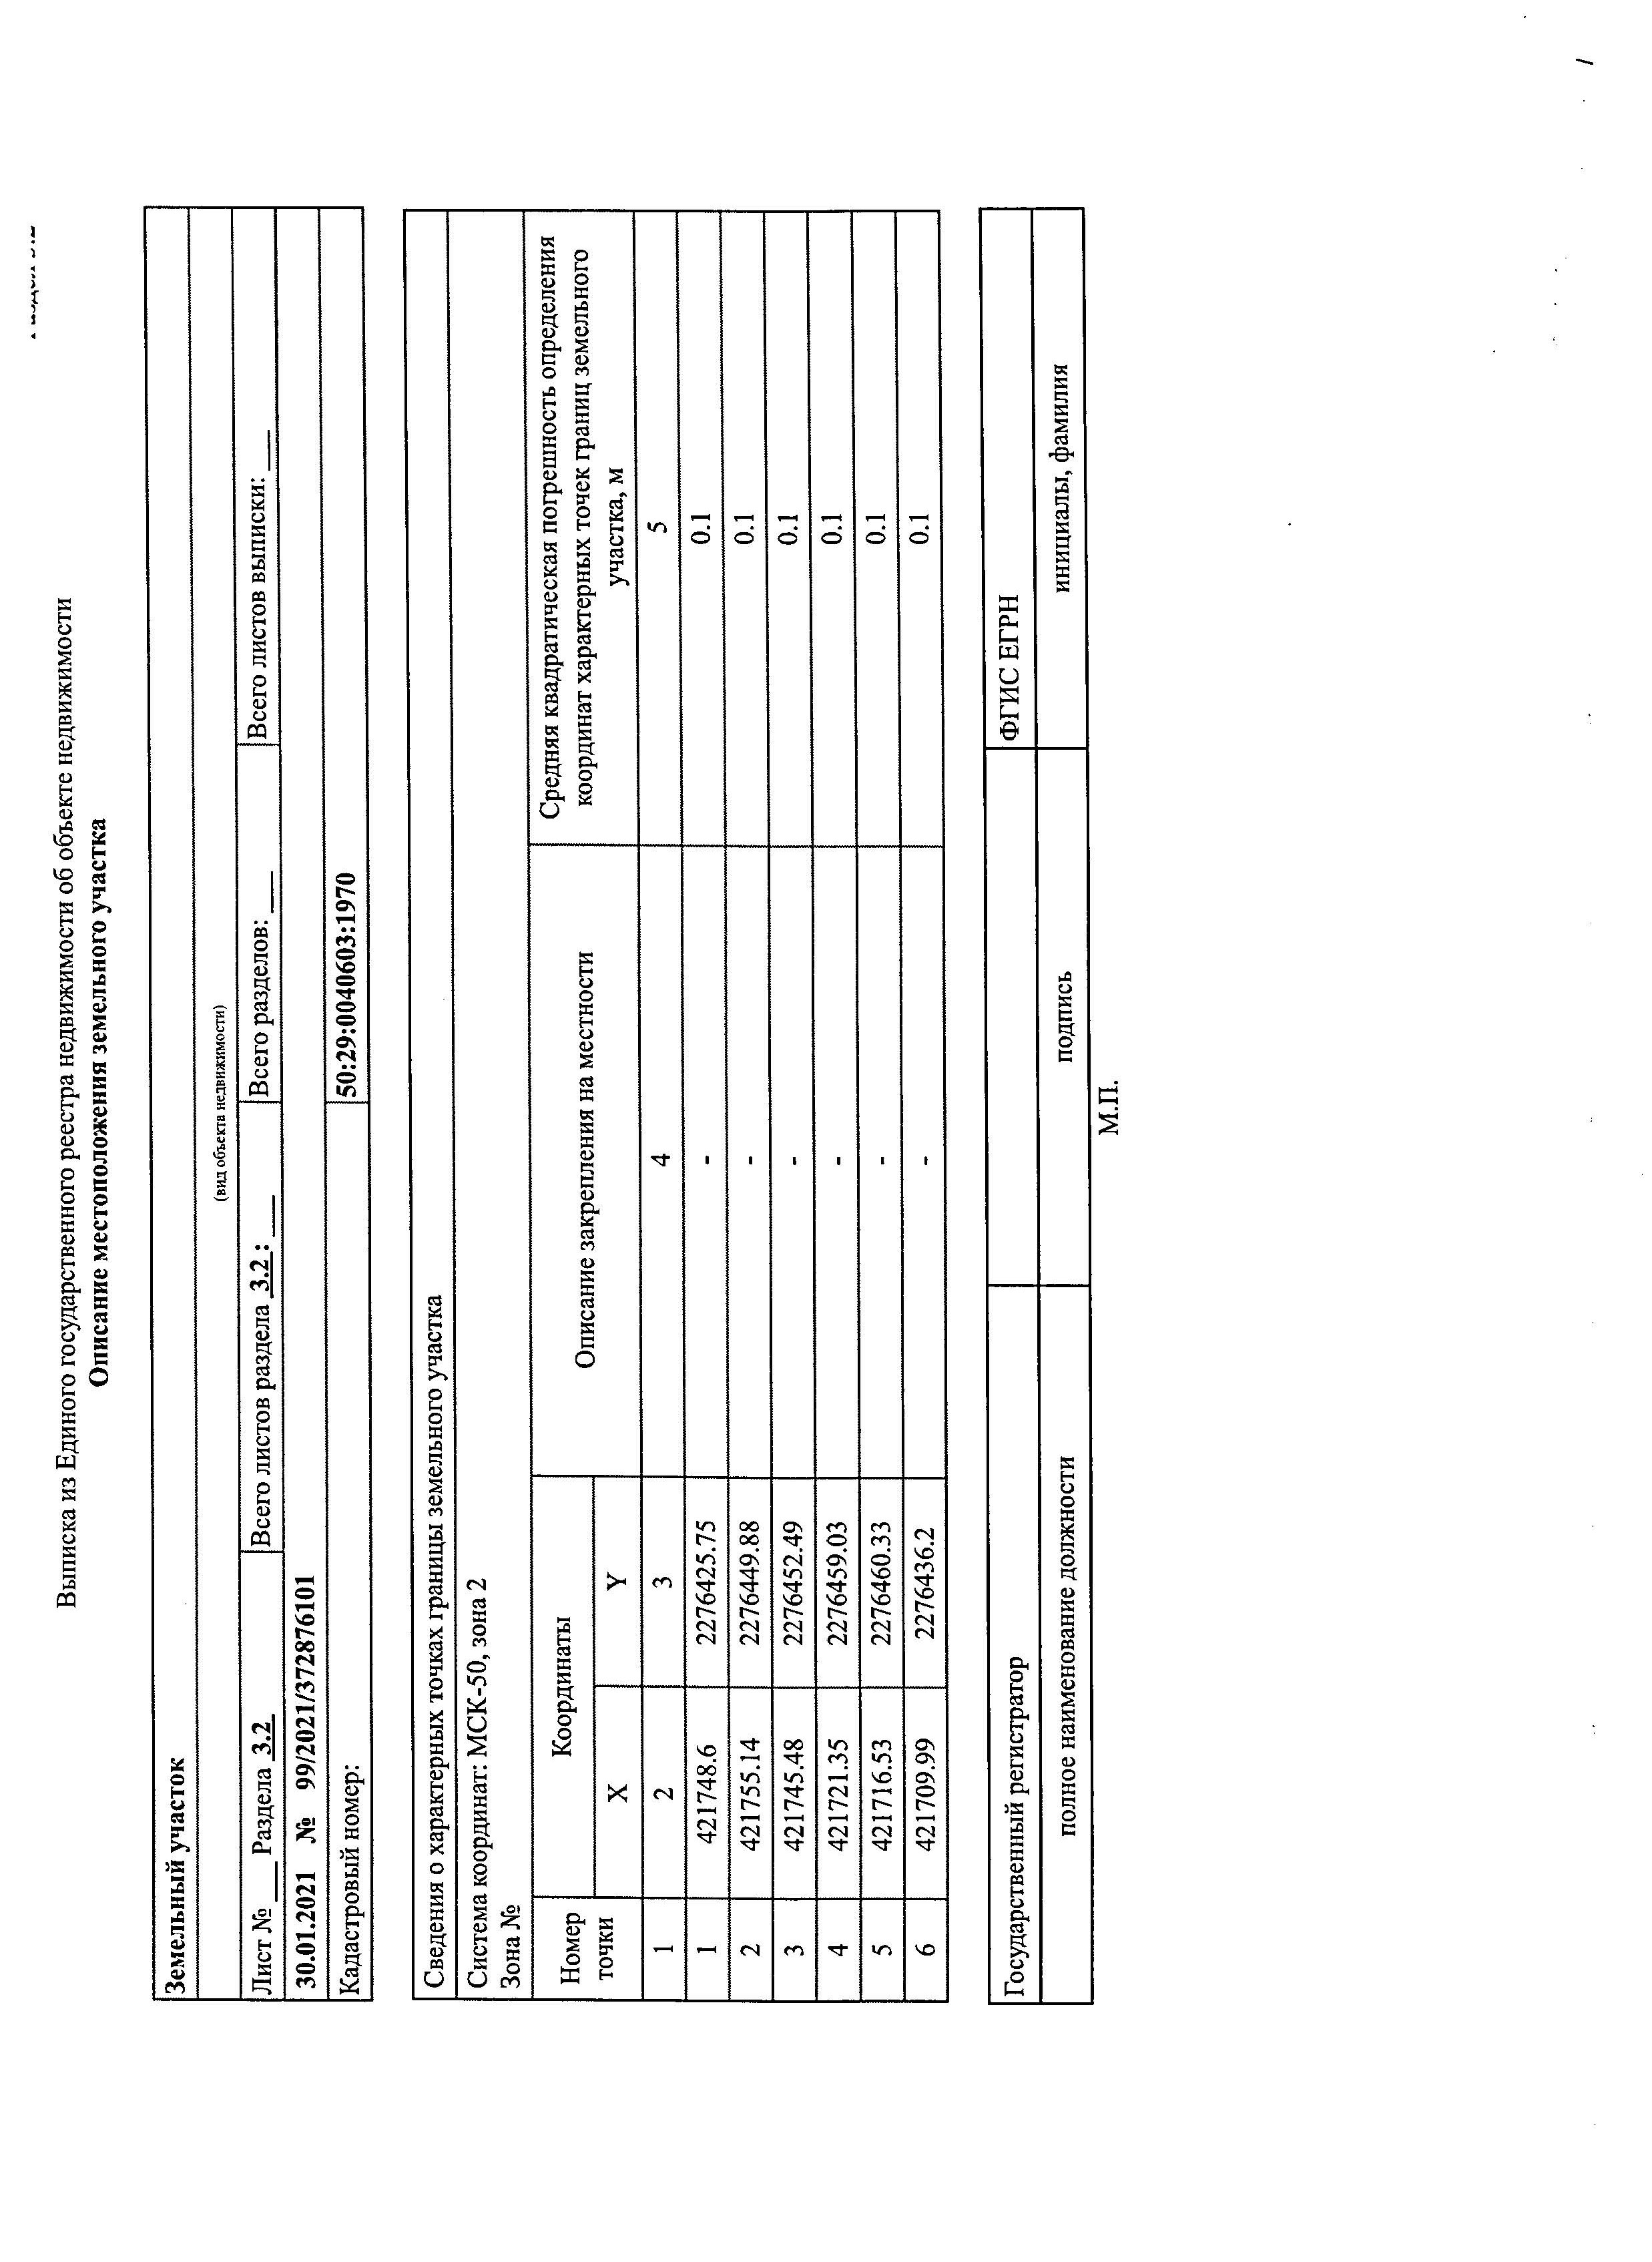 Выписка из Единого государственного реестра недвижимости об объекте недвижимости
Описание местоположения земельного участка
Земельный участок
(вид объекта недвижимости)
Лист № ___ Раздела 3.2 Всего листов раздела 3.2 : ___ Всего разделов: ___ Всего листов выписки: ___
30.01.2021 № 99/2021/372876101
Кадастровый номер: 50:29:0040603:1970
Сведения о характерных точках границы земельного участка
Система координат: МСК-50, зона 2
Зона №
Номер точки Координаты Описание закрепления на местности Средняя квадратическая погрешность определения
координат характерных точек границ земельного
участка, м
X Y
1 2 3 4 5
1 421748.6 2276425.75 - 0.1
2 421755.14 2276449.88 - 0.1
3 421745.48 2276452.49 - 0.1
4 421721.35 2276459.03 - 0.1
5 421716.53 2276460.33 - 0.1
6 421709.99 2276436.2 - 0.1
Государственный регистратор ФГИС ЕГРН
полное наименование должности подпись инициалы, фамилия
М.П.